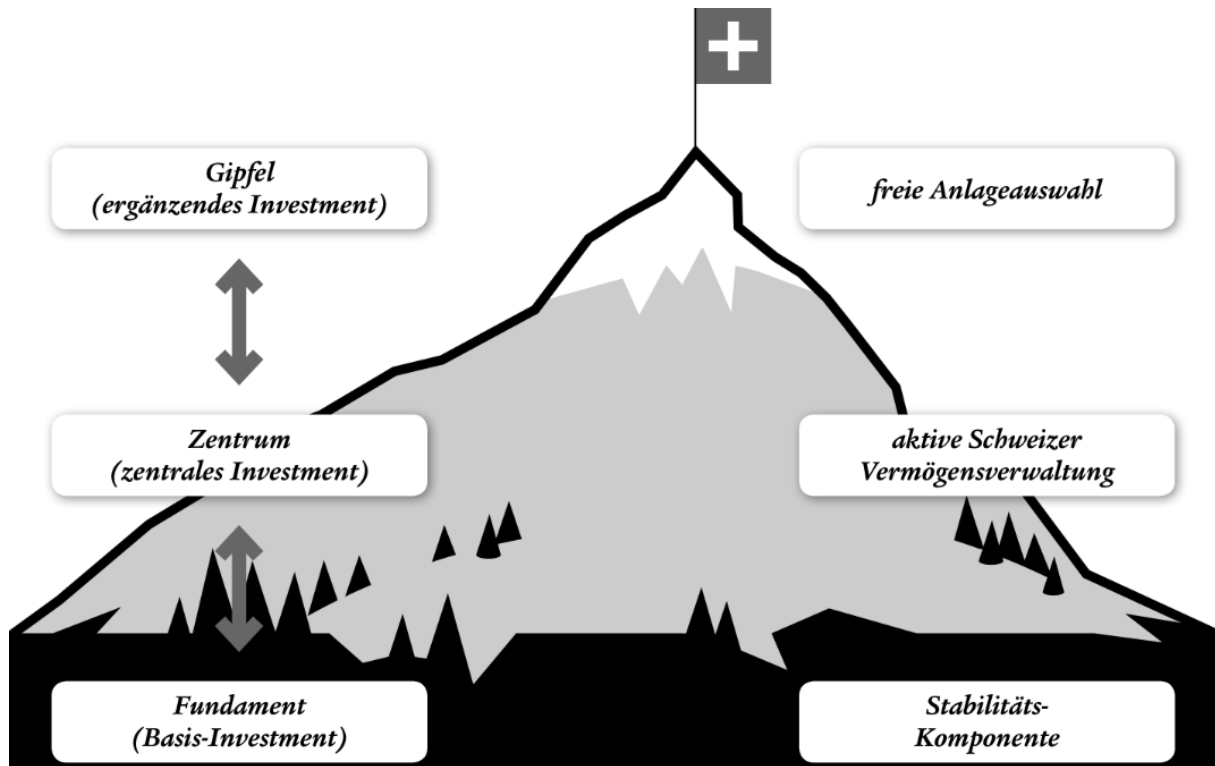 Gipfel
(ergänzendes Investment)
freie Anlageauswahl
Zentrum
(zentrales Investment)
aktive Schweizer
Vermögensverwaltung
Fundament
(Basis-Investment)
Stabilitäts-
Komponente